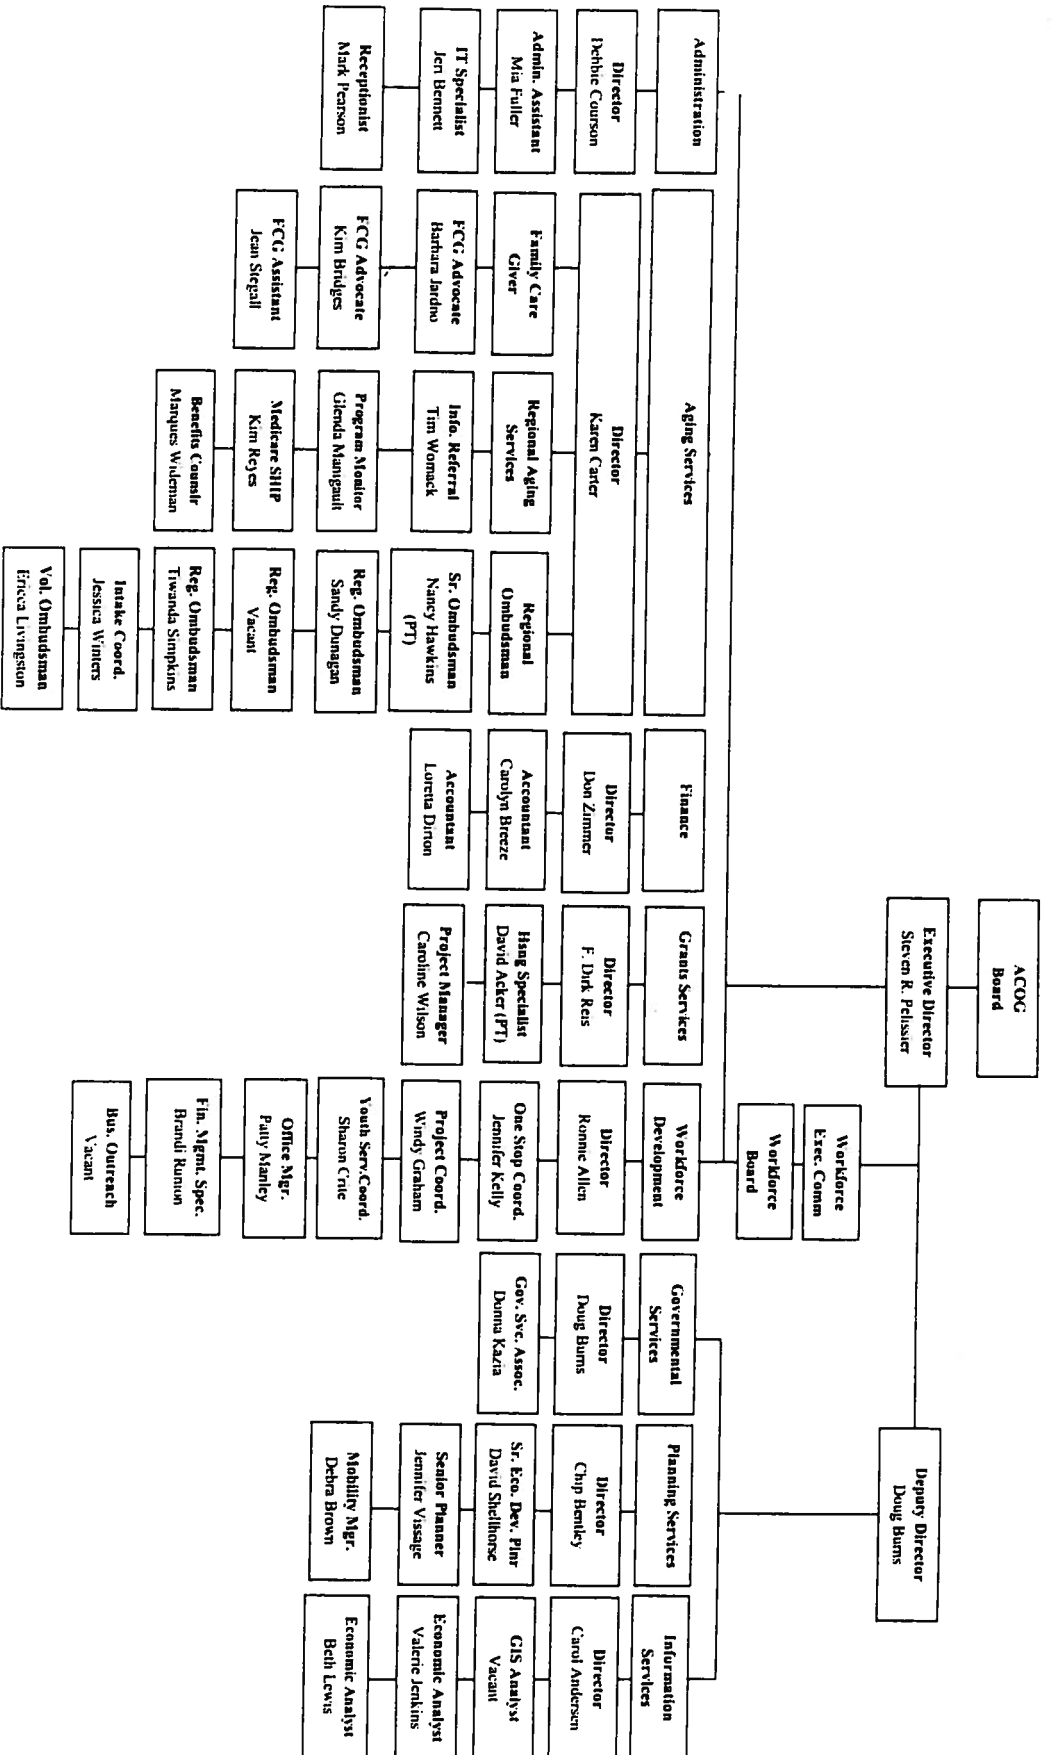 ACOG
Board
Executive Director
Steven R. Pelissier
Deputy Director
Doug Burns
Workforce
Exec. Comm
Workforce
Board
Administration
Director
Debbie Courson
Admin. Assistant
Mia Fuller
IT Specialist
Jen Bennett
Receptionist
Mark Pearson
Aging Services
Director
Karen Carter
Family Care
Giver
FCG Advocate
Barbara Jardno
FCG Advocate
Kim Bridges
FCG Assistant
Jean Stegall
Regional Aging
Services
Info. Referral
Tim Womack
Program Monitor
Glenda Manigault
Medicare SHIP
Kim Reyes
Benefits Counslr
Marques Wideman
Regional
Ombudsman
Sr. Ombudsman
Nancy Hawkins
(PT)
Reg. Ombudsman
Sandy Dunagan
Reg. Ombudsman
Vacant
Reg. Ombudsman
Tiwanda Simpkins
Intake Coord.
Jessica Winters
Vol. Ombudsman
Ericca Livingston
Finance
Director
Don Zimmer
Accountant
Carolyn Breeze
Accountant
Loretta Dirton
Grants Services
Director
F. Dirk Reis
Hsng Specialist
David Acker (PT)
Project Manager
Caroline Wilson
Workforce
Development
Director
Ronnie Allen
One Stop Coord.
Jennifer Kelly
Project Coord.
Windy Graham
Youth Serv.Coord.
Sharon Crite
Office Mgr.
Patty Manley
Fin. Mgmt. Spec.
Brandi Runion
Bus. Outreach
Vacant
Governmental
Services
Director
Doug Burns
Gov. Svc. Assoc.
Donna Kazia
Planning Services
Director
Chip Bentley
Sr. Eco. Dev. Plnr
David Shellhorse
Senior Planner
Jennifer Vissage
Mobility Mgr.
Debra Brown
Information
Services
Director
Carol Andersen
GIS Analyst
Vacant
Economic Analyst
Valerie Jenkins
Economic Analyst
Beth Lewis